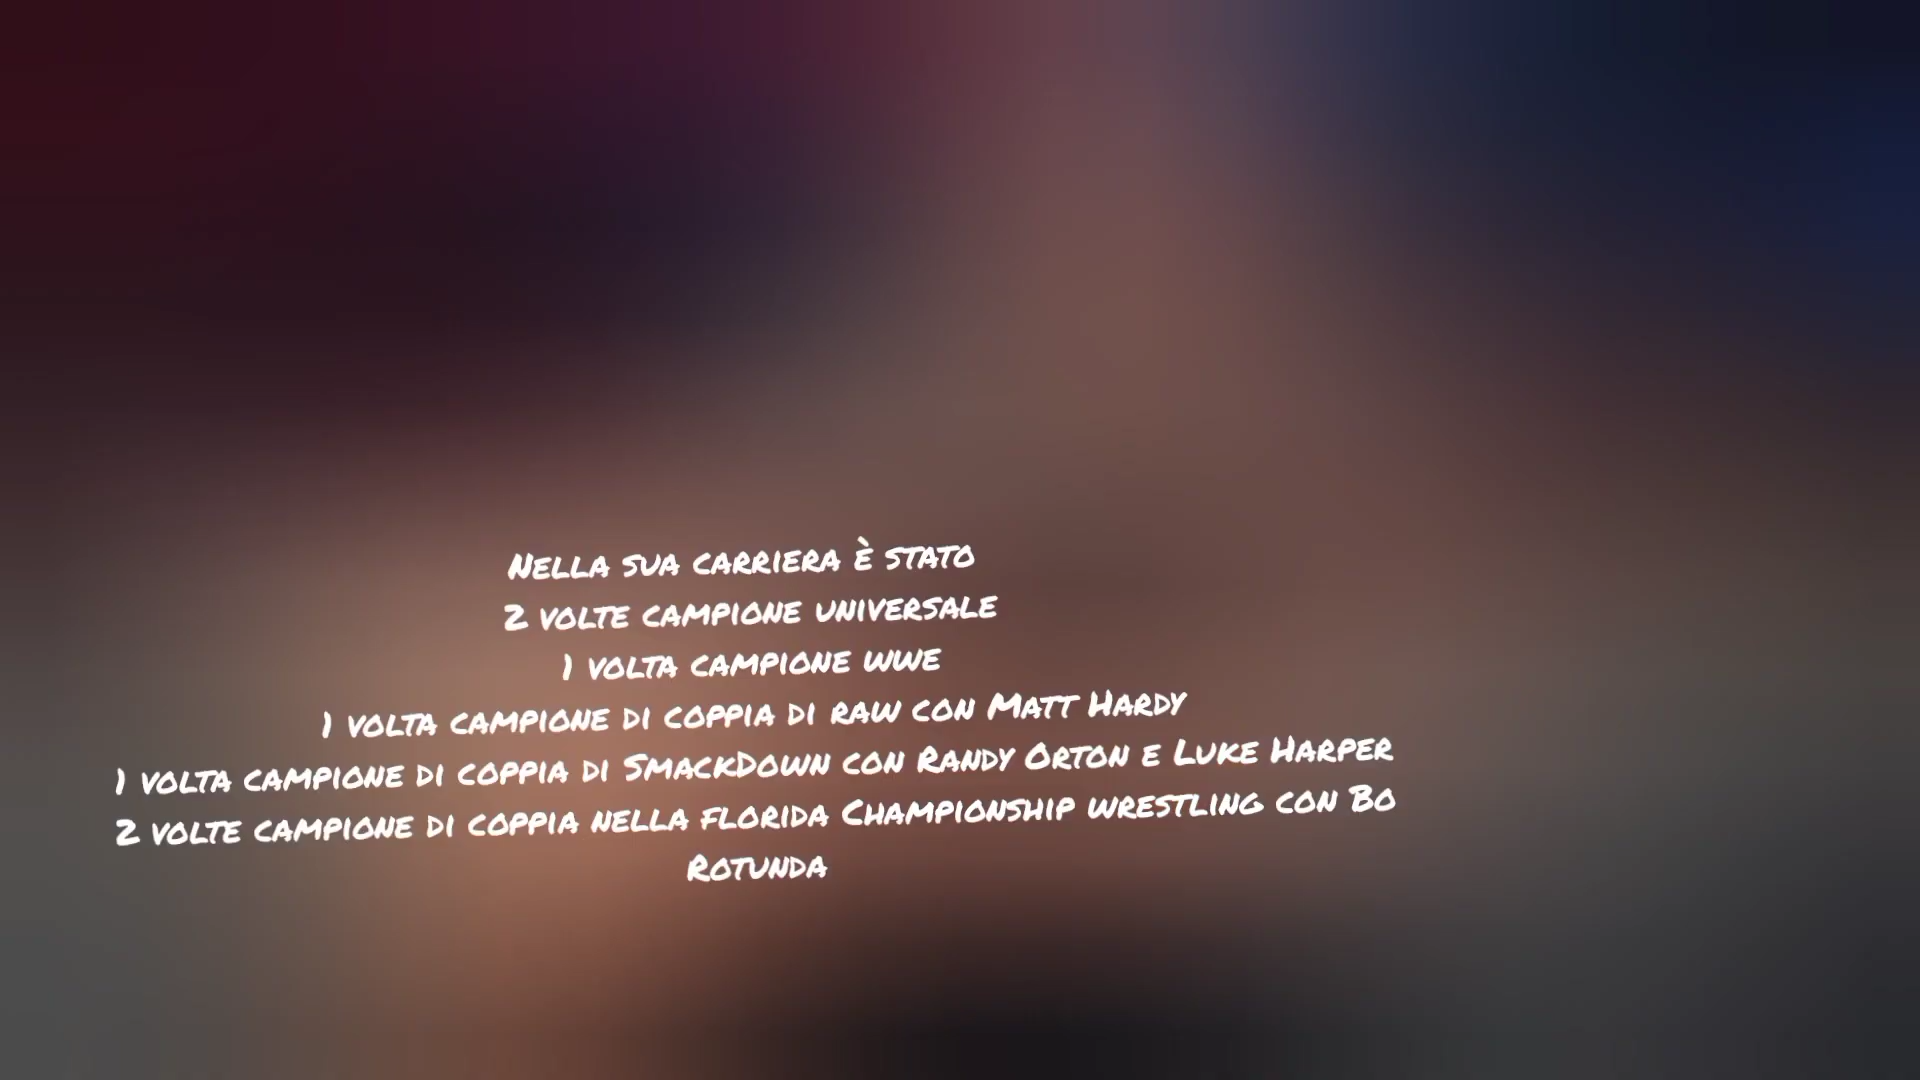 Nella sua carriera è stato
2 volte campione universale
1 volta campione wwe
1 volta campione di coppia di raw con Matt Hardy
1 volta campione di coppia di SmackDown con Randy Orton e Luke Harper
2 volte campione di coppia nella florida Championship wrestling con Bo
Rotunda